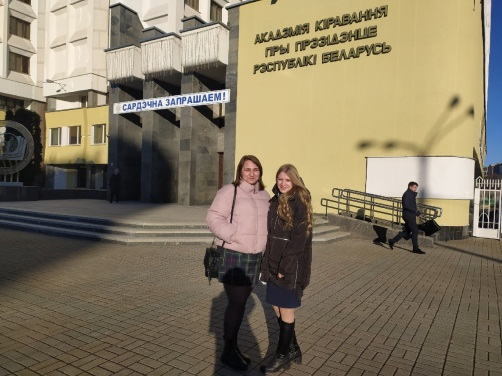 АКАДЭМІЯ КІРАВАННЯ
ПРЫ ПРЭЗІДЭНЦЕ
РЭСПУБЛІКІ БЕЛАРУСЬ
САРДЭЧНА ЗАПРАШАЕМ!